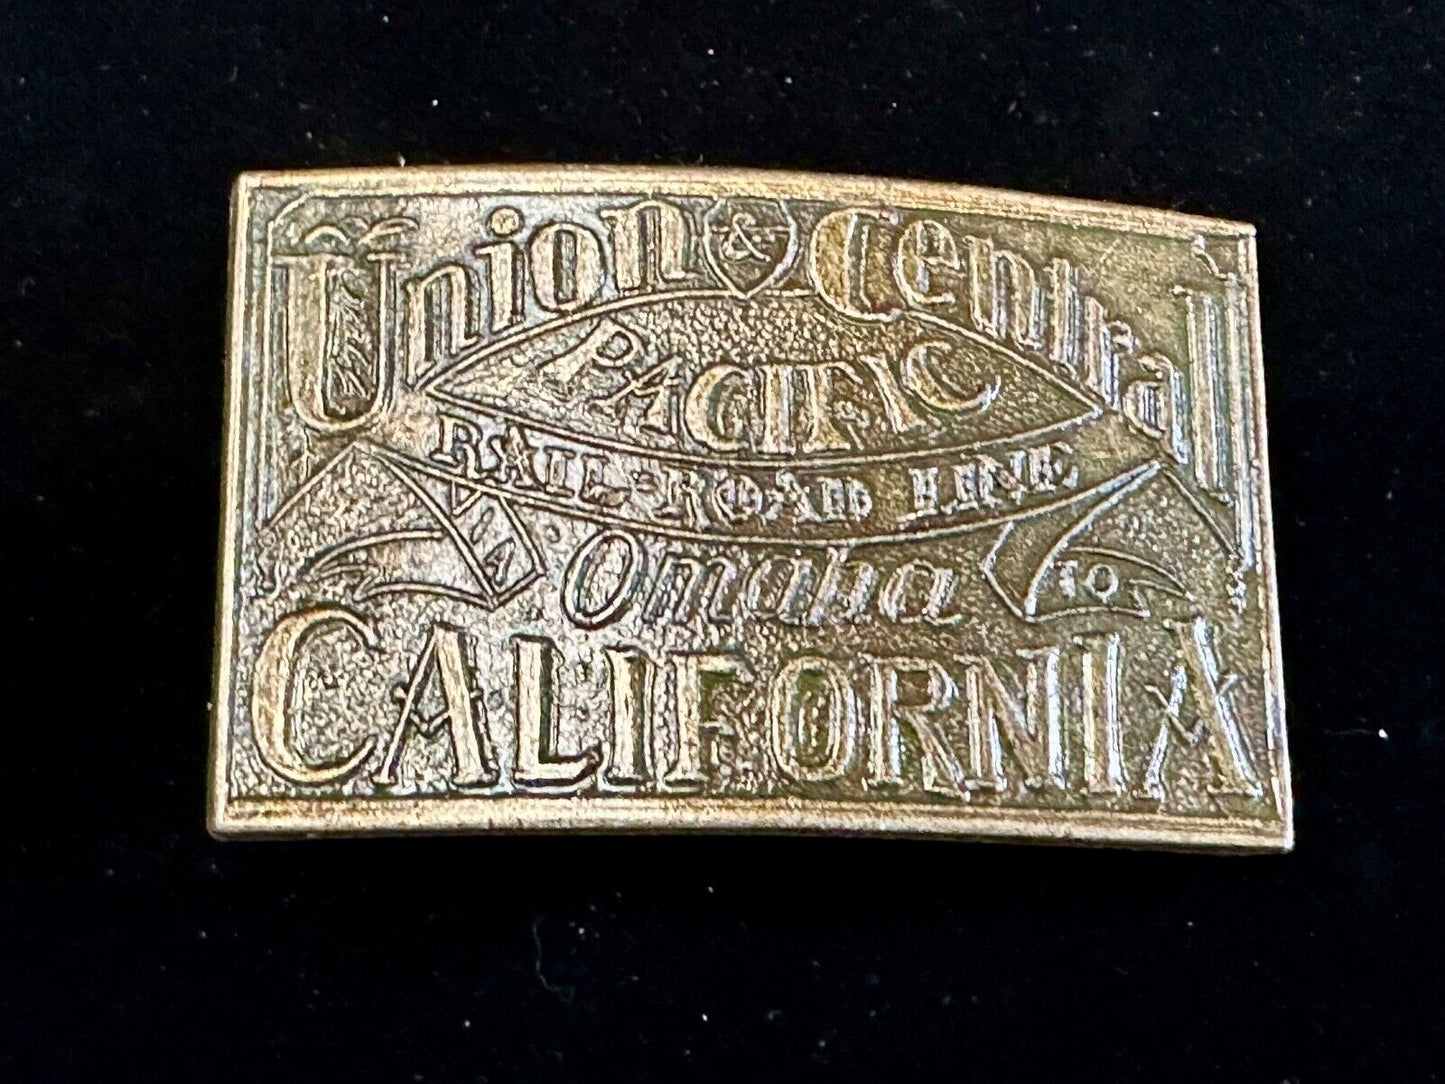 Union & Central
PACIFIC
RAIL-ROAD LINE
VIA Omaha TO
CALIFORNIA